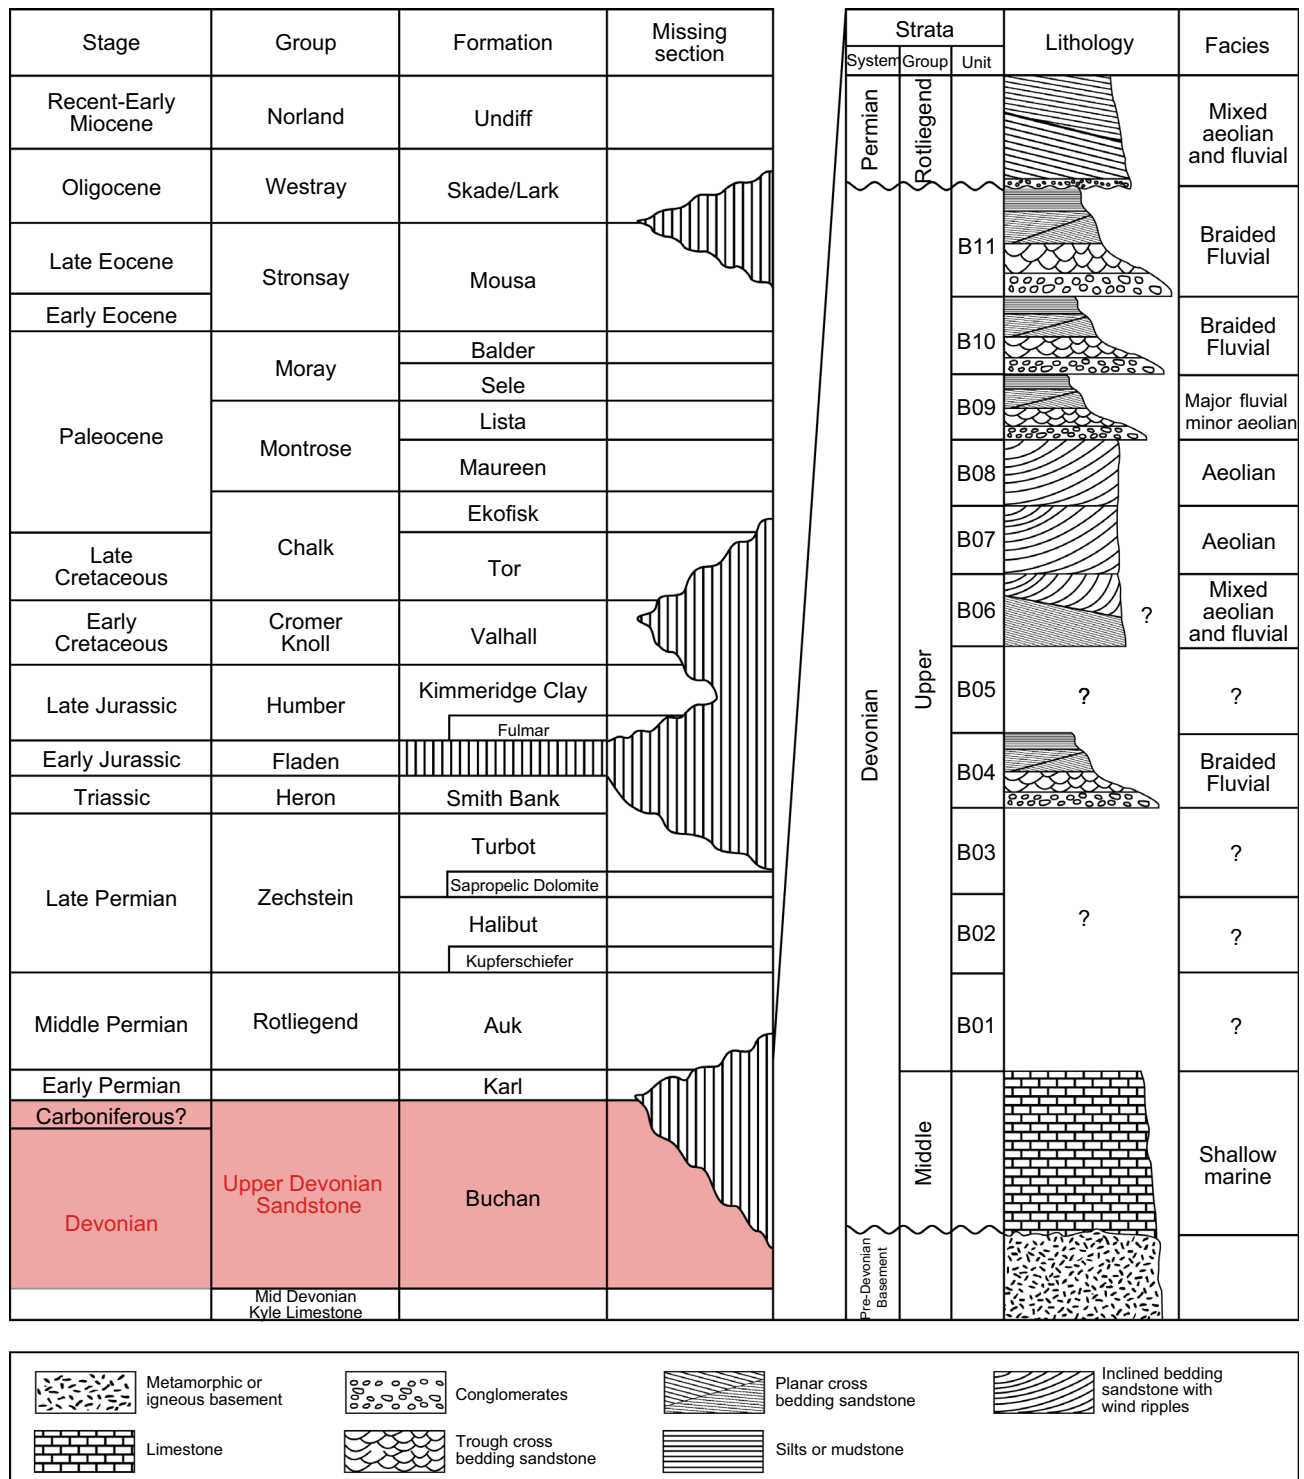 Stage
Group
Formation
Missing
section
Recent-Early
Miocene
Norland
Undiff
Oligocene
Westray
Skade/Lark
Late Eocene
Stronsay
Mousa
Early Eocene
Paleocene
Moray
Balder
Sele
Montrose
Lista
Maureen
Chalk
Ekofisk
Late
Cretaceous
Tor
Early
Cretaceous
Cromer
Knoll
Valhall
Late Jurassic
Humber
Kimmeridge Clay
Fulmar
Early Jurassic
Fladen
Triassic
Heron
Smith Bank
Late Permian
Zechstein
Turbot
Sapropelic Dolomite
Halibut
Kupferschiefer
Middle Permian
Rotliegend
Auk
Early Permian
Karl
Carboniferous?
Devonian
Upper Devonian
Sandstone
Buchan
Mid Devonian
Kyle Limestone
Strata
System
Group
Unit
Lithology
Facies
Permian
Rotliegend
Mixed
aeolian
and fluvial
Devonian
Upper
B11
Braided
Fluvial
B10
Braided
Fluvial
B09
Major fluvial
minor aeolian
B08
Aeolian
B07
Aeolian
B06
?
Mixed
aeolian
and fluvial
B05
?
?
B04
Braided
Fluvial
B03
?
B02
?
?
B01
?
Middle
Shallow
marine
Pre-Devonian
Basement
Metamorphic or
igneous basement
Conglomerates
Planar cross
bedding sandstone
Inclined bedding
sandstone with
wind ripples
Limestone
Trough cross
bedding sandstone
Silts or mudstone